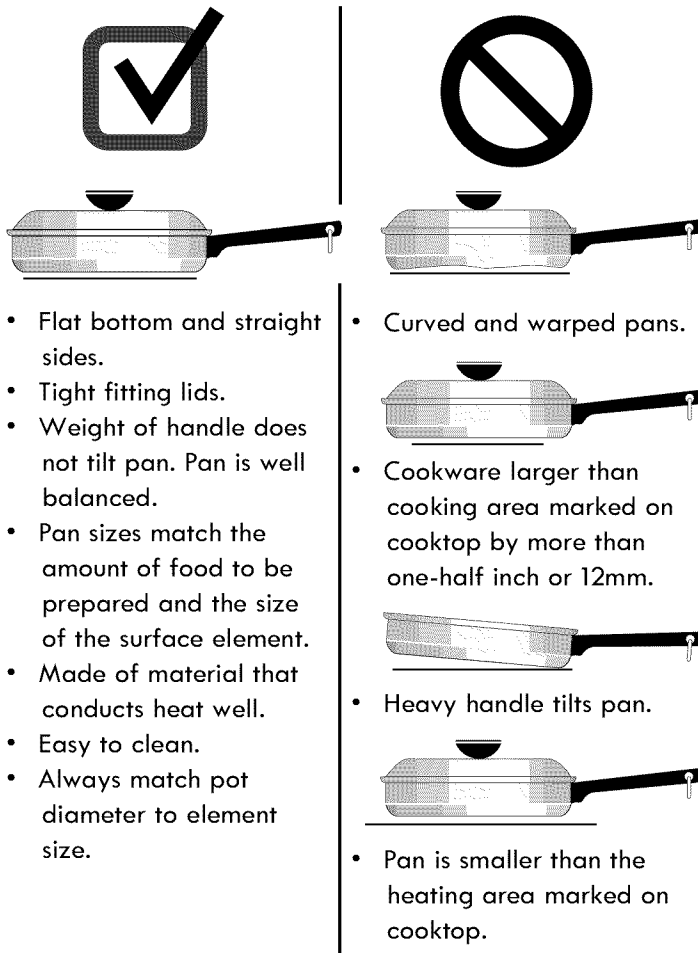 • Flat bottom and straight
sides.
• Tight fitting lids.
• Weight of handle does
not tilt pan. Pan is well
balanced.
• Pan sizes match the
amount of food to be
prepared and the size
of the surface element.
• Made of material that
conducts heat well.
• Easy to clean.
• Always match pot
diameter to element
size.
• Curved and warped pans.
• Cookware larger than
cooking area marked on
cooktop by more than
one-half inch or 12mm.
• Heavy handle tilts pan.
• Pan is smaller than the
heating area marked on
cooktop.